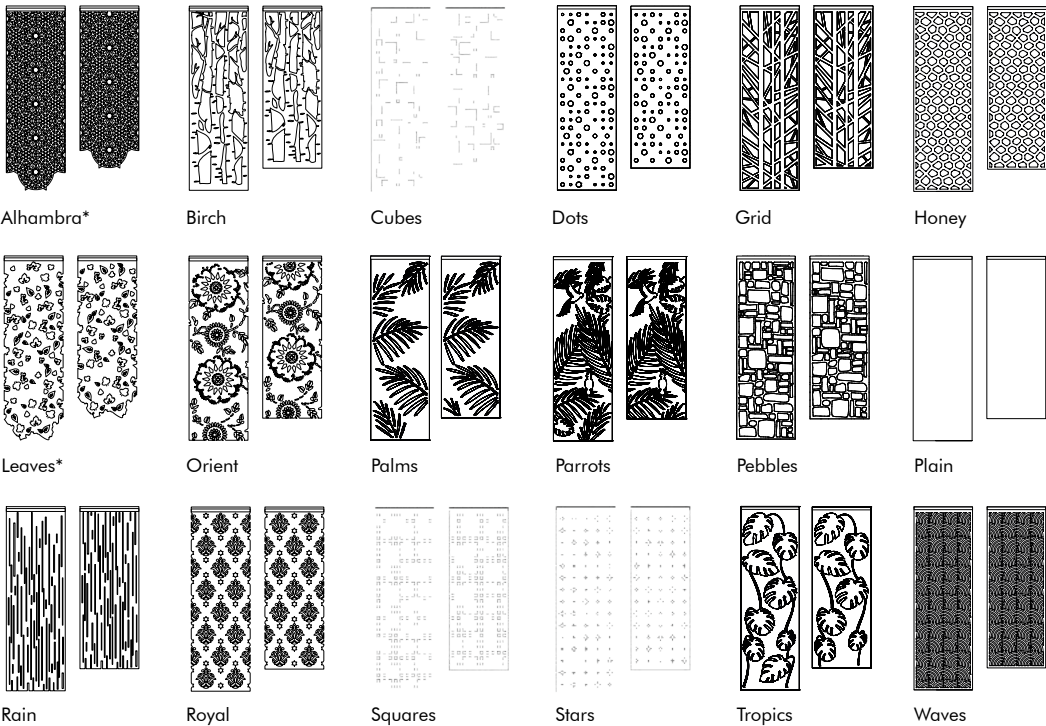 Alhambra*
Birch
Cubes
Dots
Grid
Honey
Leaves*
Orient
Palms
Parrots
Pebbles
Plain
Rain
Royal
Squares
Stars
Tropics
Waves